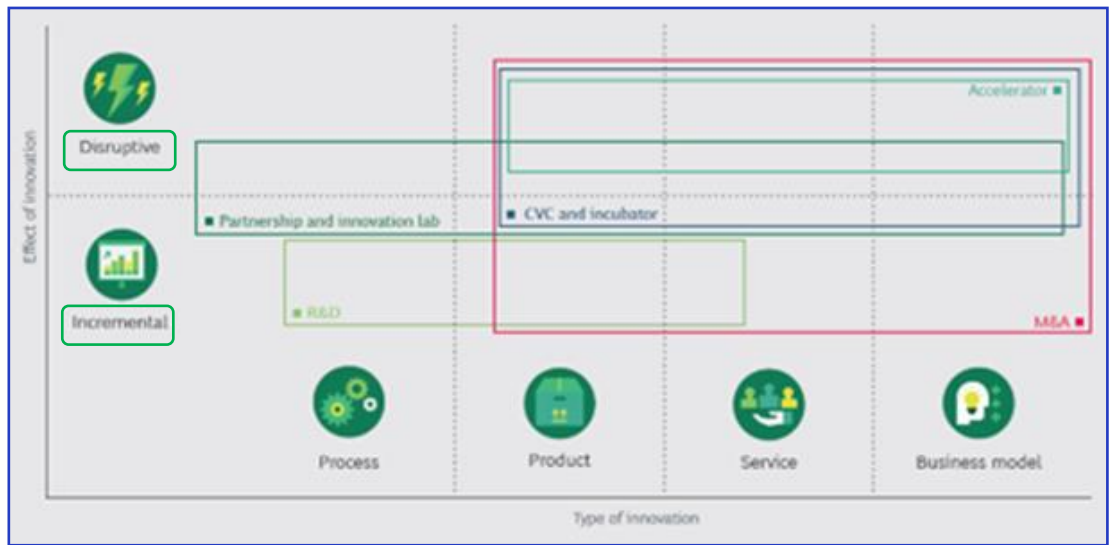 Accelerator
Disruptive
Effect of innovation
CVC and incubator
Partnership and innovation lab
R&D
Incremental
M&A
Process
Product
Service
Business model
Type of innovation